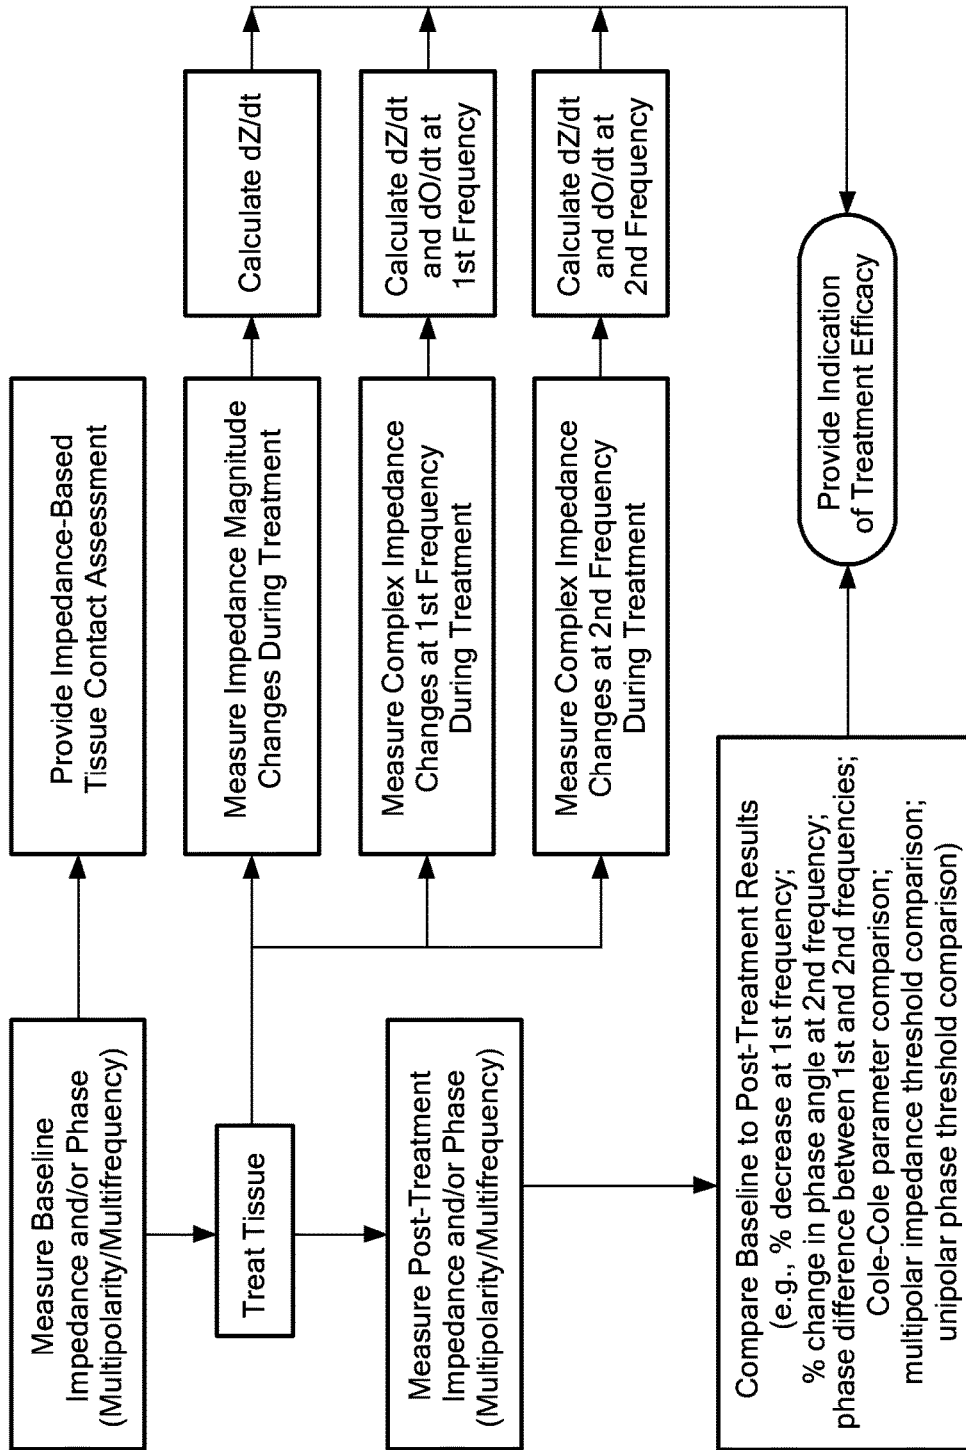 Measure Baseline
Impedance and/or Phase
(Multipolarity/Multifrequency)
Provide Impedance-Based
Tissue Contact Assessment
Treat Tissue
Measure Impedance Magnitude
Changes During Treatment
Calculate dZ/dt
Measure Post-Treatment
Impedance and/or Phase
(Multipolarity/Multifrequency)
Measure Complex Impedance
Changes at 1st Frequency
During Treatment
Calculate dZ/dt
and dO/dt at
1st Frequency
Measure Complex Impedance
Changes at 2nd Frequency
During Treatment
Calculate dZ/dt
and dO/dt at
2nd Frequency
Compare Baseline to Post-Treatment Results
(e.g., % decrease at 1st frequency;
% change in phase angle at 2nd frequency;
phase difference between 1st and 2nd frequencies;
Cole-Cole parameter comparison;
multipolar impedance threshold comparison;
unipolar phase threshold comparison)
Provide Indication
of Treatment Efficacy